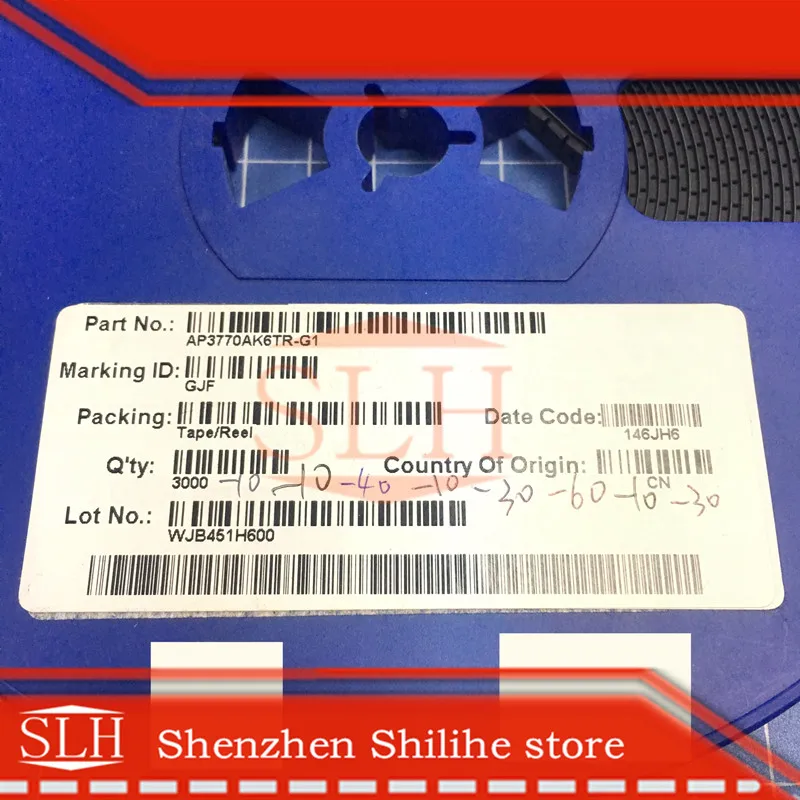 Part No.:
AP3770AK6TR-G1
Marking ID:
GJF
Packing:
Tape/Reel
Date Code:
146JH6
Q'ty:
3000 -10 -10 -40 -10 -30 -60 -10 -30
Country Of Origin:
CN
Lot No.:
WJB451H600
SLH
SLH
Shenzhen Shilihe store